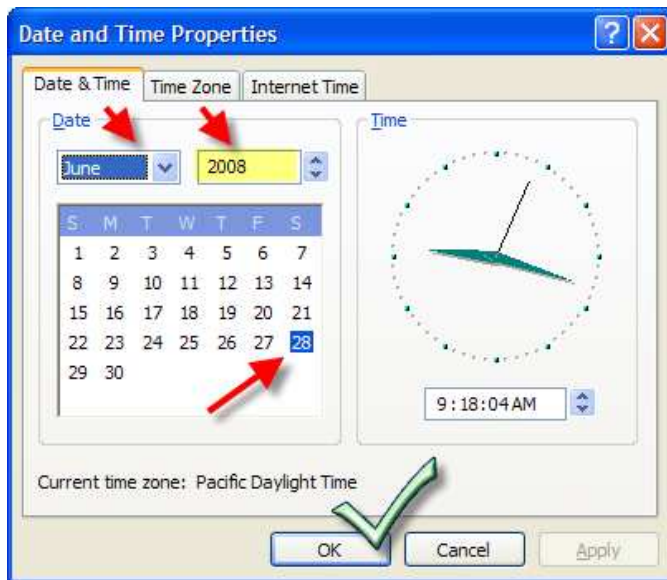 Date and Time Properties
Date & Time Time Zone Internet Time
Date
Time
June 2008
S M T W T F S
1 2 3 4 5 6 7
8 9 10 11 12 13 14
15 16 17 18 19 20 21
22 23 24 25 26 27 28
29 30
9:18:04 AM
Current time zone: Pacific Daylight Time
OK Cancel Apply